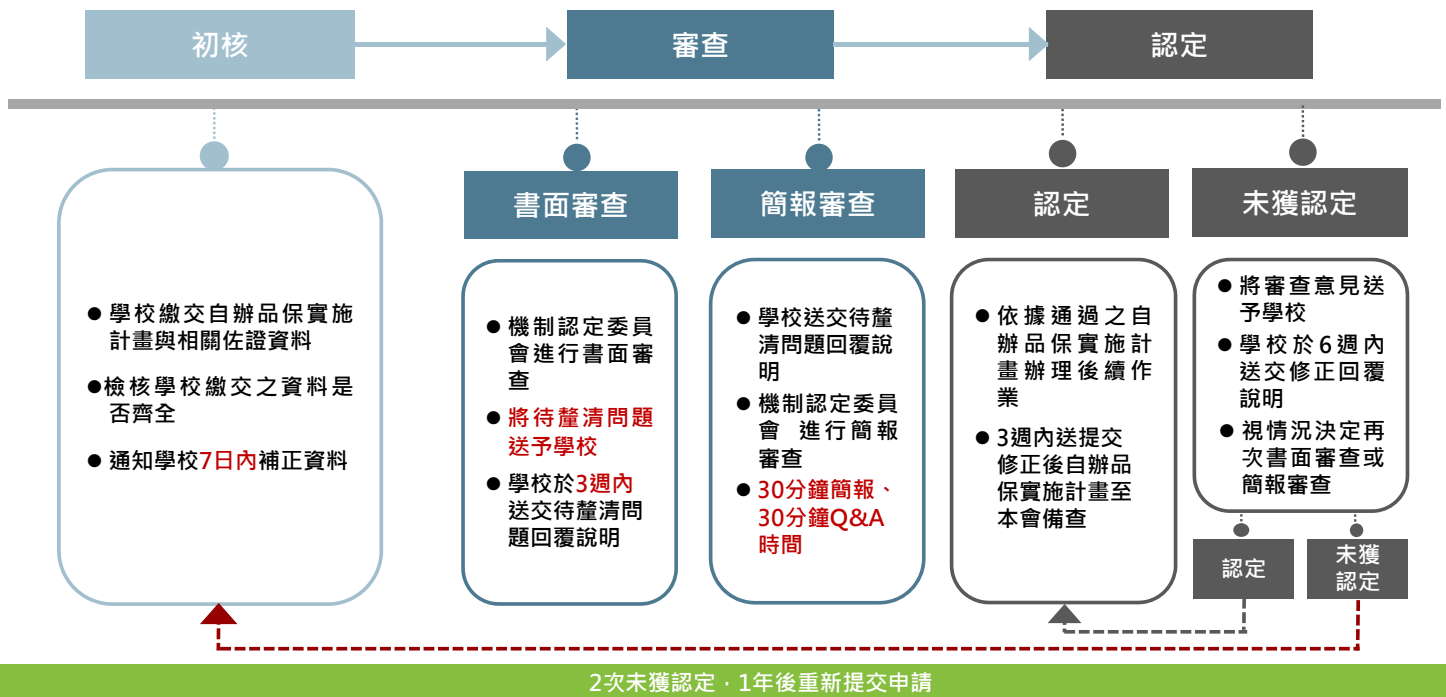 初核
審查
認定
● 學校繳交自辦品保實施
計畫與相關佐證資料
●檢核學校繳交之資料是
否齊全
● 通知學校7日內補正資料
書面審查
● 機制認定委員
會進行書面審
查
● 將待釐清問題
送予學校
● 學校於3週內
送交待釐清問
題回覆說明
簡報審查
● 學校送交待釐
清問題回覆說
明
● 機制認定委員
會 進行簡報
審查
● 30分鐘簡報、
30分鐘Q&A
時間
認定
● 依據通過之自
辦品保實施計
畫辦理後續作
業
● 3週內送提交
修正後自辦品
保實施計畫至
本會備查
未獲認定
● 將審查意見送
予學校
● 學校於6週內
送交修正回覆
說明
● 視情況決定再
次書面審查或
簡報審查
認定
未獲
認定
2次未獲認定，1年後重新提交申請